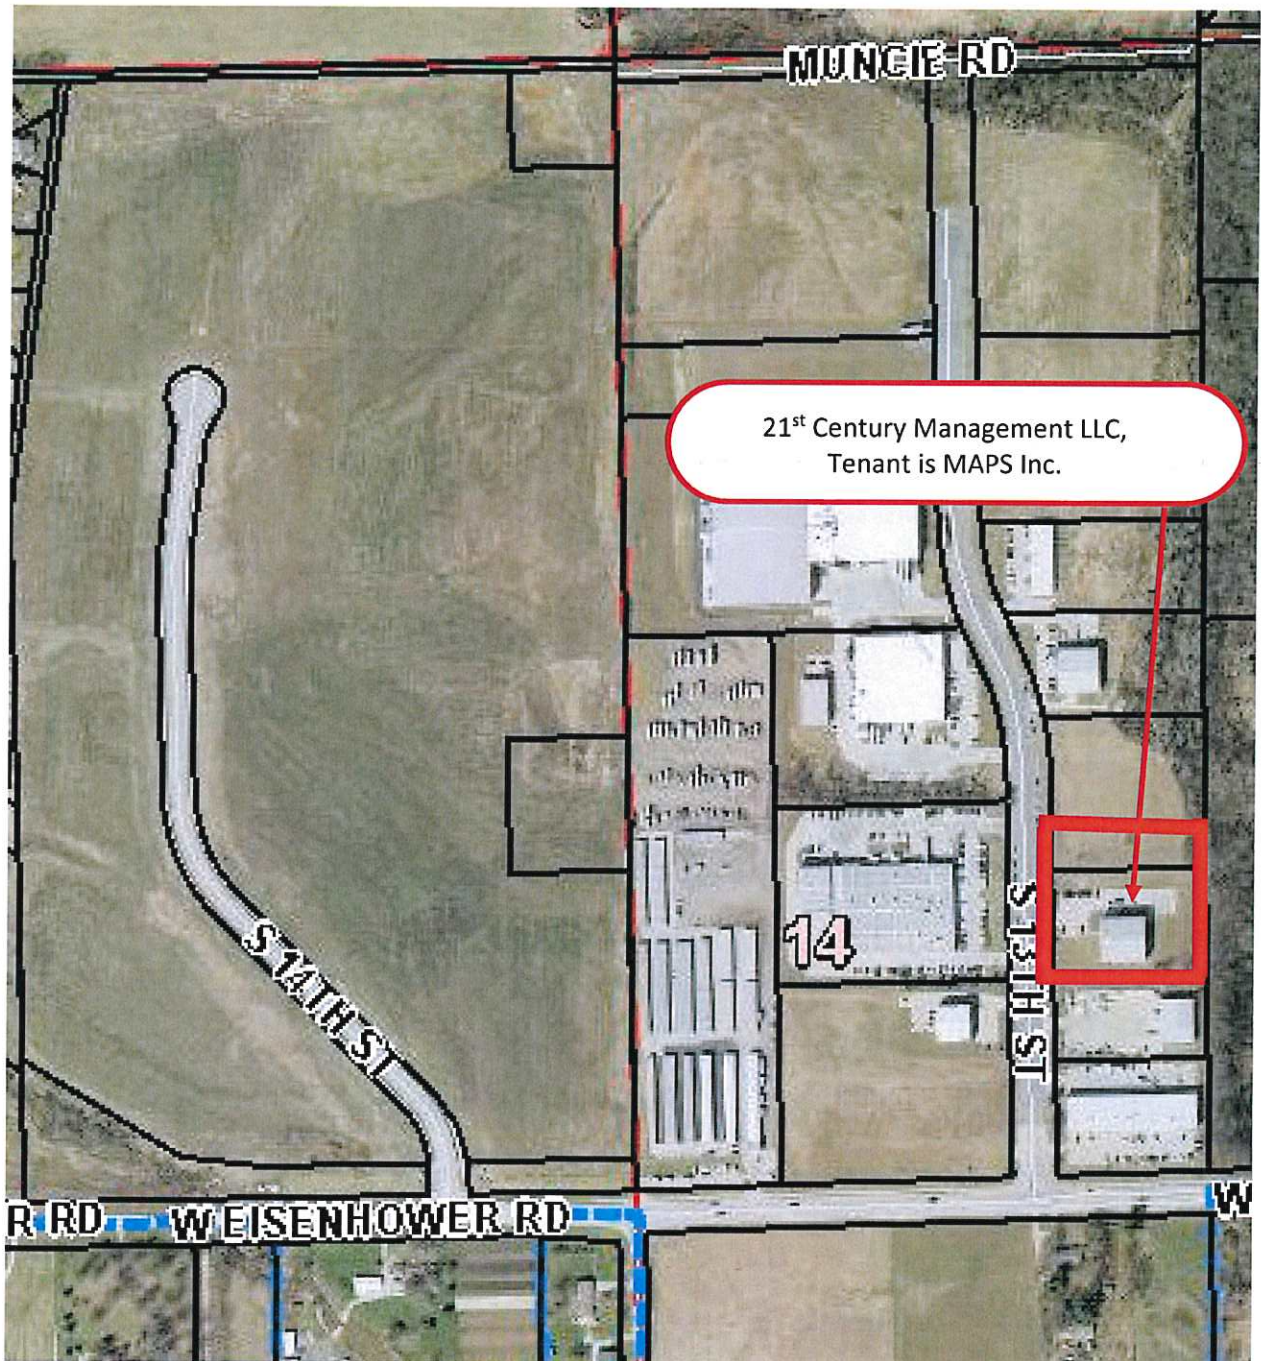 MUNCIE RD
21st Century Management LLC,
Tenant is MAPS Inc.
14
S 13TH ST
S 14TH ST
R RD
W EISENHOWER RD
W